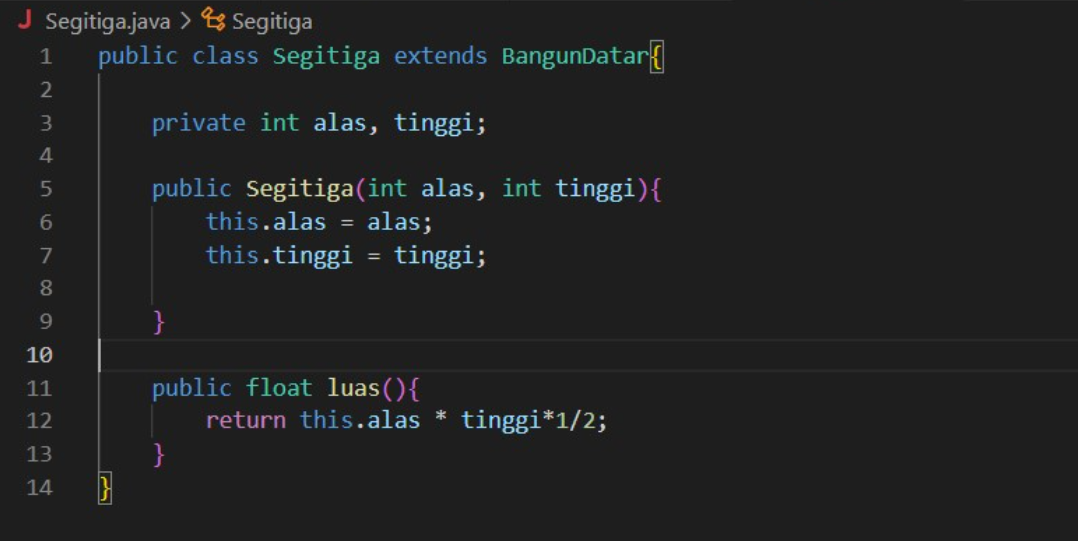 Segitiga.java > Segitiga
1 public class Segitiga extends BangunDatar{
2
3     private int alas, tinggi;
4
5     public Segitiga(int alas, int tinggi){
6         this.alas = alas;
7         this.tinggi = tinggi;
8
9     }
10
11     public float luas(){
12         return this.alas * tinggi*1/2;
13     }
14 }